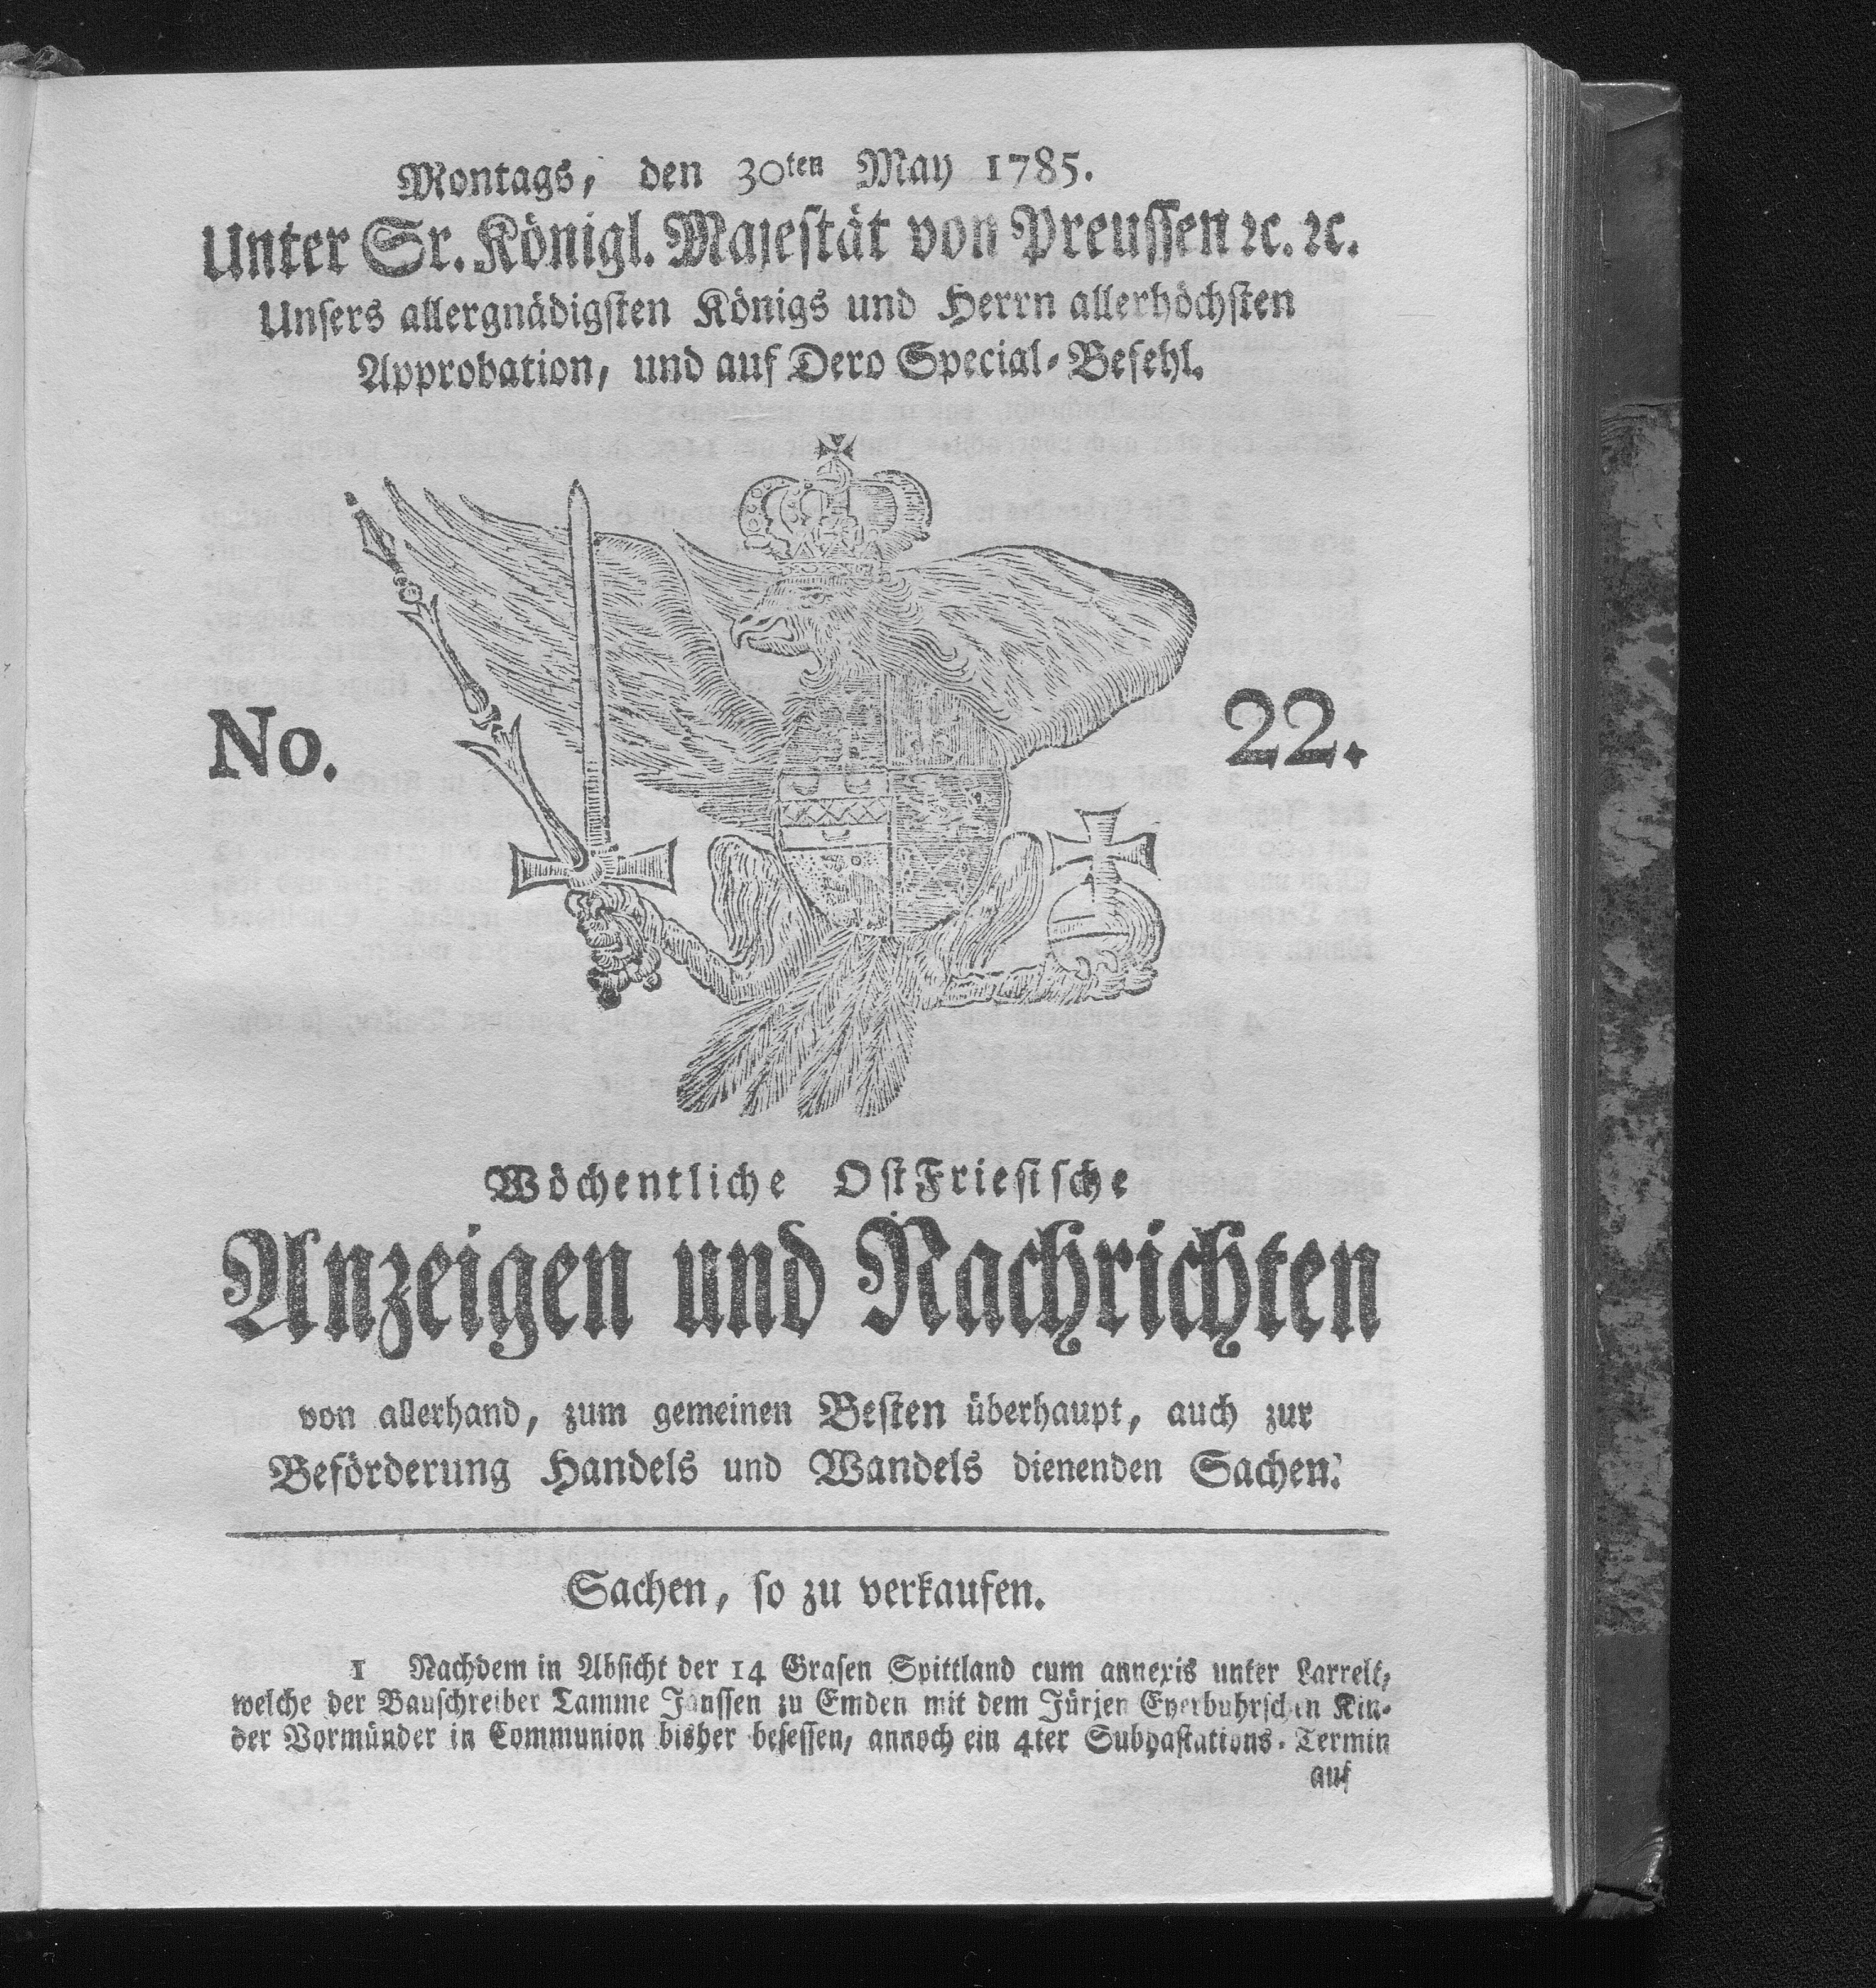 Montags, den 30ten May 1785.
Unter Sr. Königl. Majestät von Preussen ꝛc. ꝛc.
Unsers allergnädigsten Königs und Herrn allerhöchsten
Approbation, und auf Dero Special-Befehl.
No. 22.
Wöchentliche OstFriesische
Anzeigen und Nachrichten
von allerhand, zum gemeinen Besten überhaupt, auch zur
Beförderung Handels und Wandels dienenden Sachen.
Sachen, so zu verkaufen.
1 Nachdem in Absicht der 14 Grasen Spittland cum annexis unter Larrelt,
welche der Bauschreiber Tamme Janssen zu Emden mit dem Jürjen Eyerbuhrschen Kin-
der Vormünder in Communion bisher besessen, annoch ein 4ter Subhastations-Termin
auf